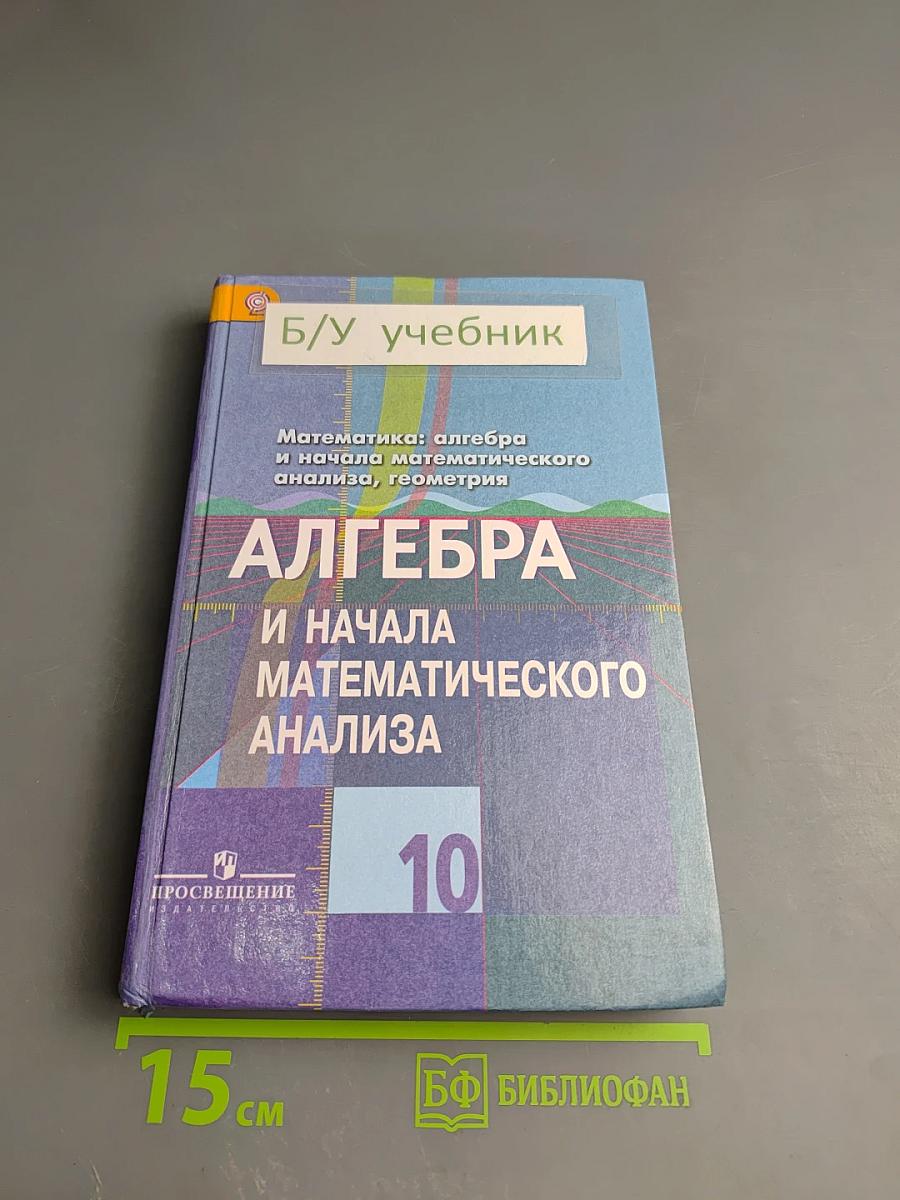 Б/У учебник
Математика: алгебра
и начала математического
анализа, геометрия
АЛГЕБРА
И НАЧАЛА
МАТЕМАТИЧЕСКОГО
АНАЛИЗА
10
ПРОСВЕЩЕНИЕ
ИЗДАТЕЛЬСТВО
15 см
БФ БИБЛИОФАН